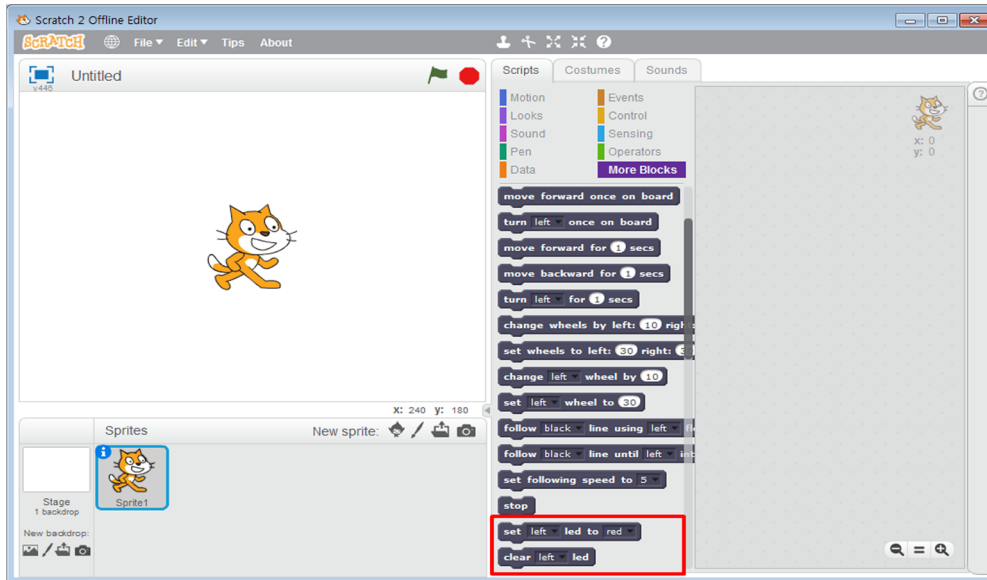 Scratch 2 Offline Editor
SCRATCH File Edit Tips About
v446
Untitled
X: 240 y: 180
Sprites New sprite:
Stage
1 backdrop
New backdrop:
Sprite1
Scripts Costumes Sounds
Motion Events
Looks Control
Sound Sensing
Pen Operators
Data More Blocks
move forward once on board
turn left once on board
move forward for 1 secs
move backward for 1 secs
turn left for 1 secs
change wheels by left: 10
set wheels to left: 30 right:
change left wheel by 10
set left wheel to 30
follow black line using left
follow black line until left
set following speed to 5
stop
set left led to red
clear left led
x: 0
y: 0